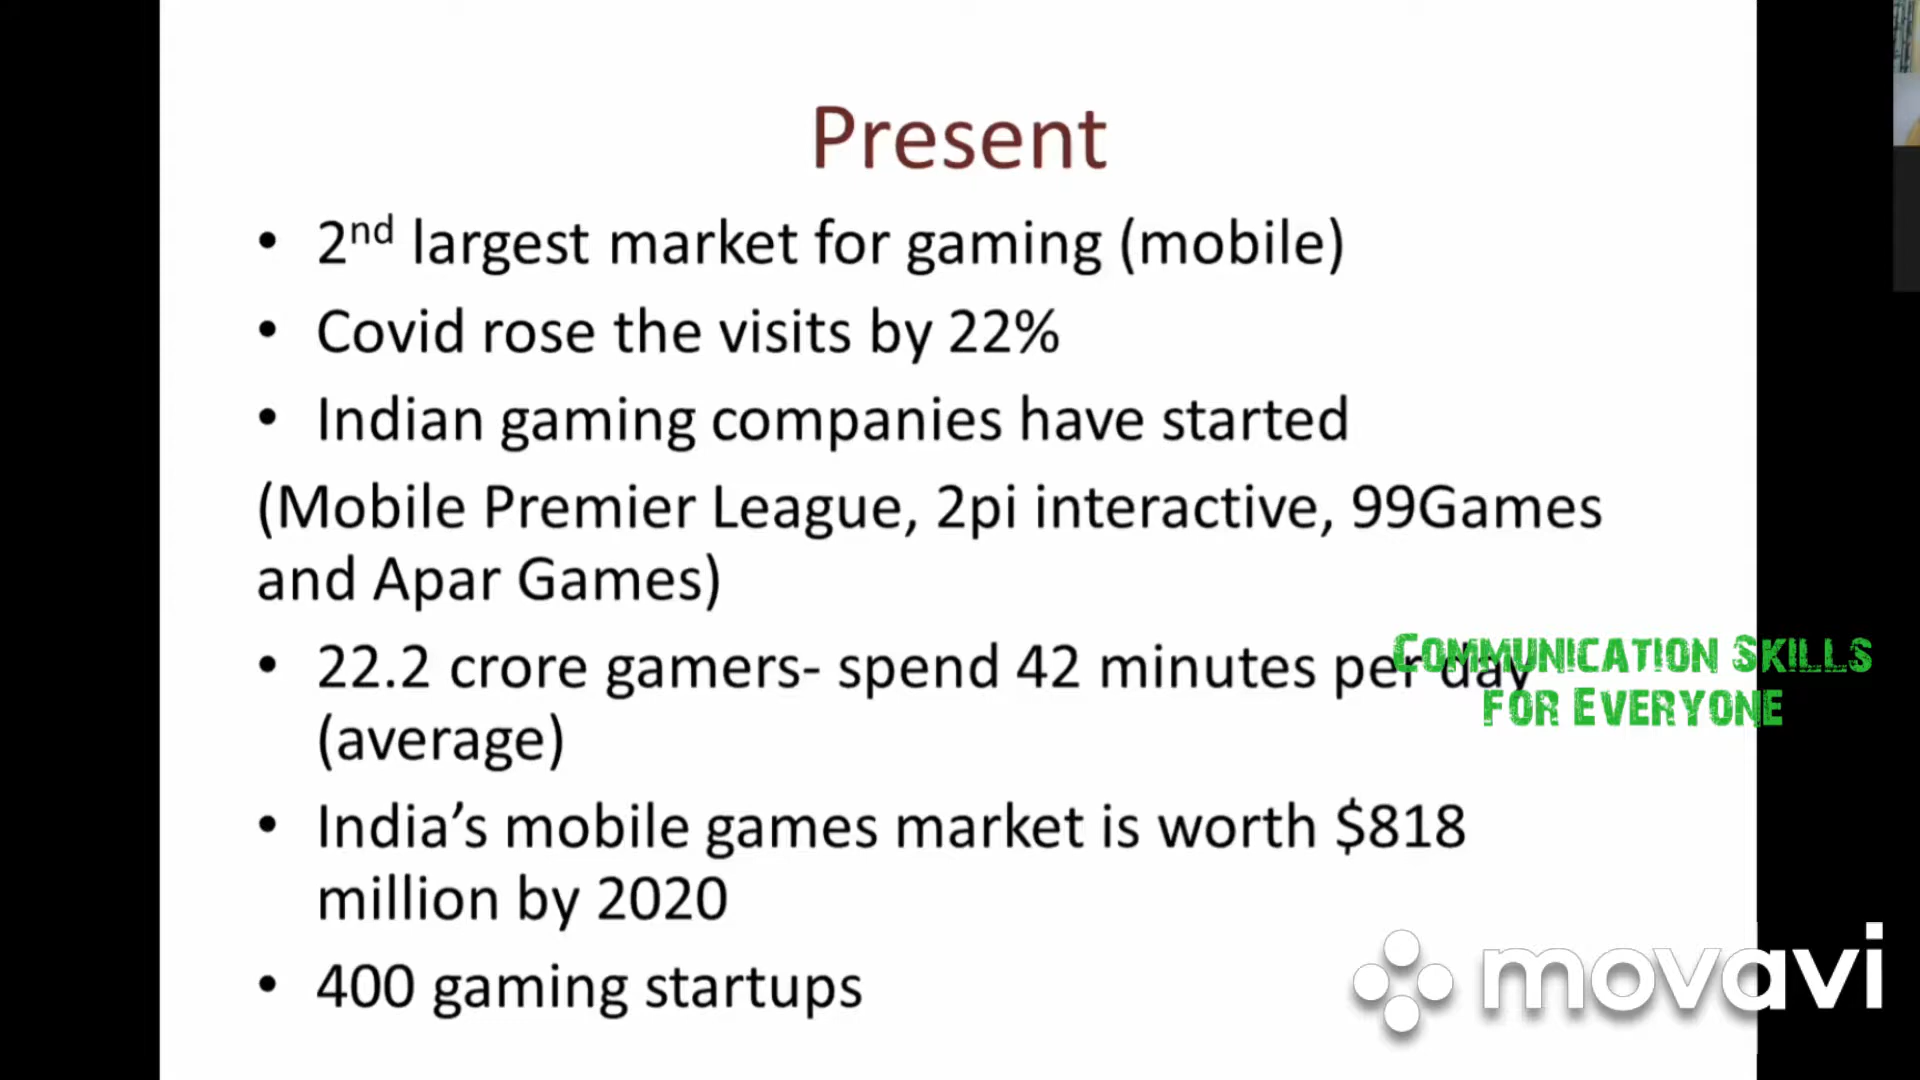 Present
• 2nd largest market for gaming (mobile)
• Covid rose the visits by 22%
• Indian gaming companies have started
(Mobile Premier League, 2pi interactive, 99Games
and Apar Games)
• 22.2 crore gamers- spend 42 minutes per day
(average)
COMMUNICATION SKILLS
FOR EVERYONE
• India's mobile games market is worth $818
million by 2020
• 400 gaming startups
movavi